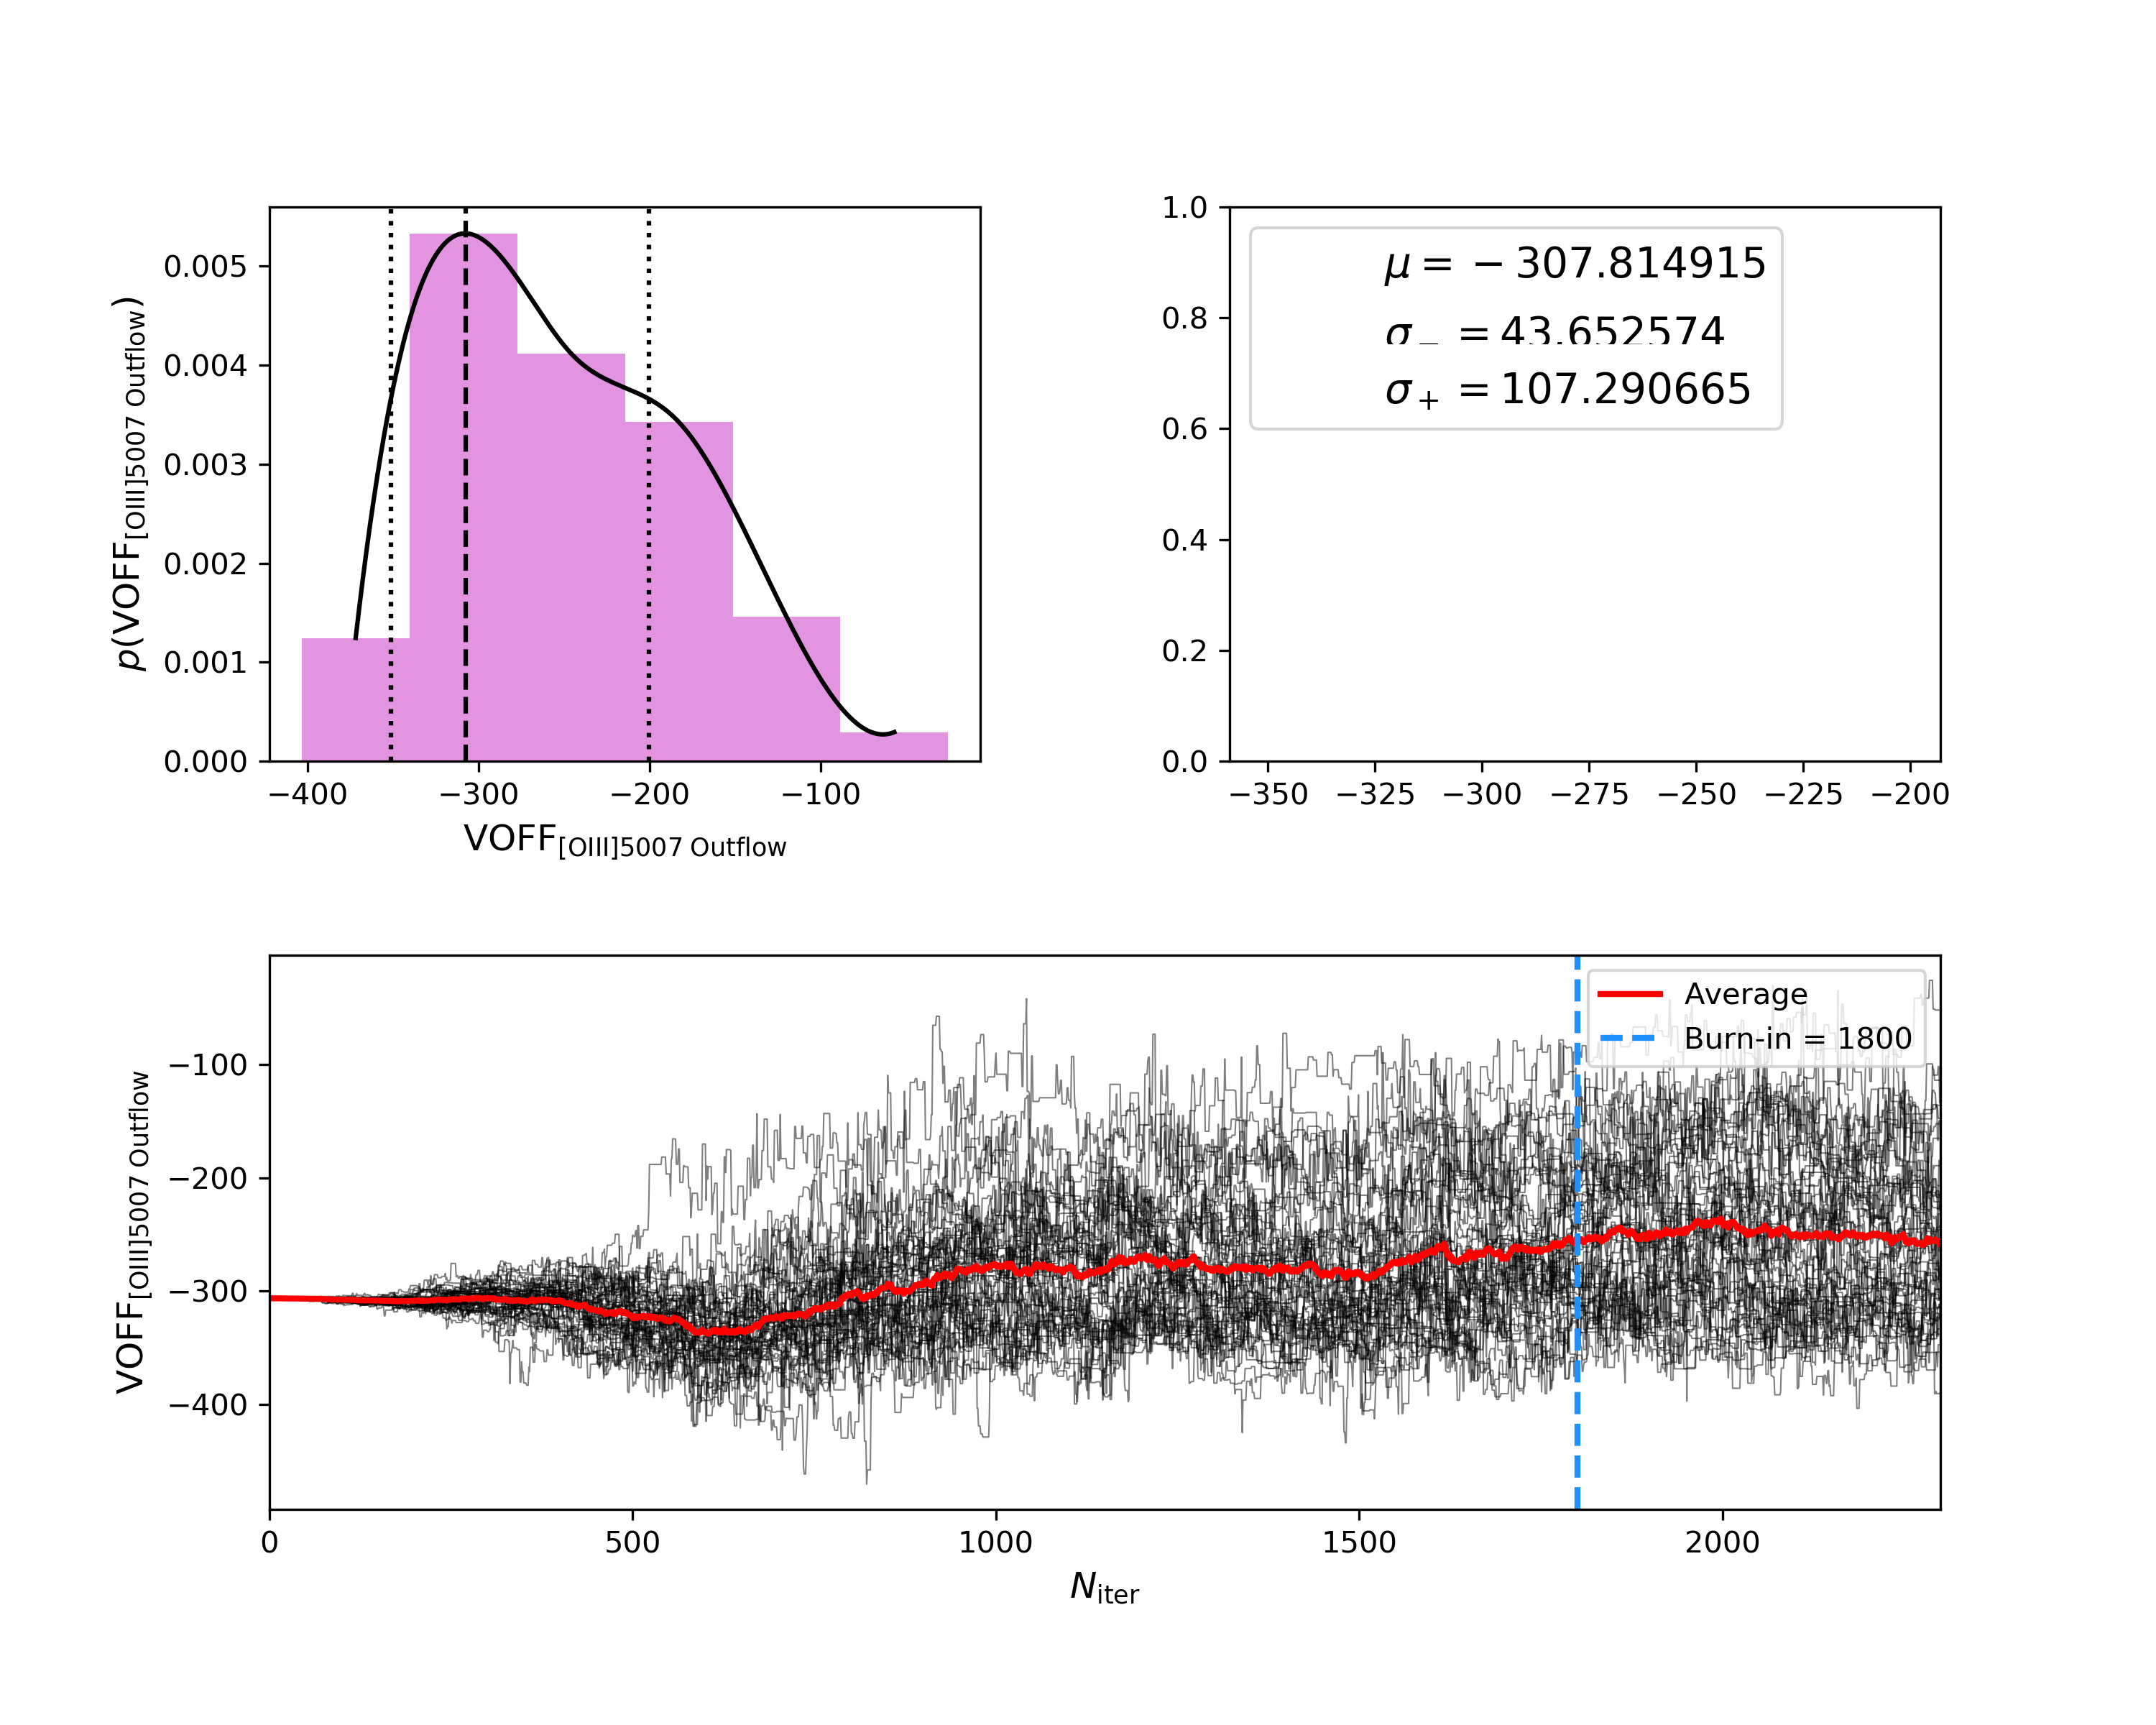 0.005
0.004
0.003
0.002
0.001
0.000
p(VOFF[OIII]5007 Outflow)
−400 −300 −200 −100
VOFF[OIII]5007 Outflow
1.0
0.8
0.6
0.4
0.2
0.0
μ = − 307.814915
σ− = 43.652574
σ+ = 107.290665
−350 −325 −300 −275 −250 −225 −200
−100
−200
−300
−400
VOFF[OIII]5007 Outflow
Average
Burn-in = 1800
0 500 1000 1500 2000
Niter